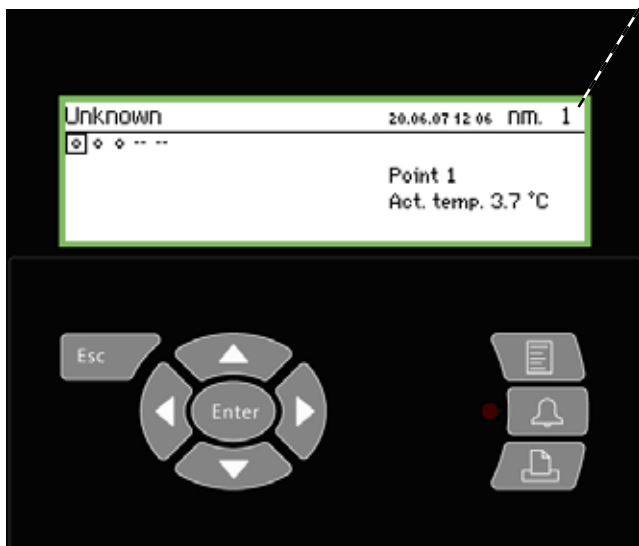 Unknown 20.06.07 12 06 nm. 1
-- --
Point 1
Act. temp. 3.7 °C
Esc
Enter